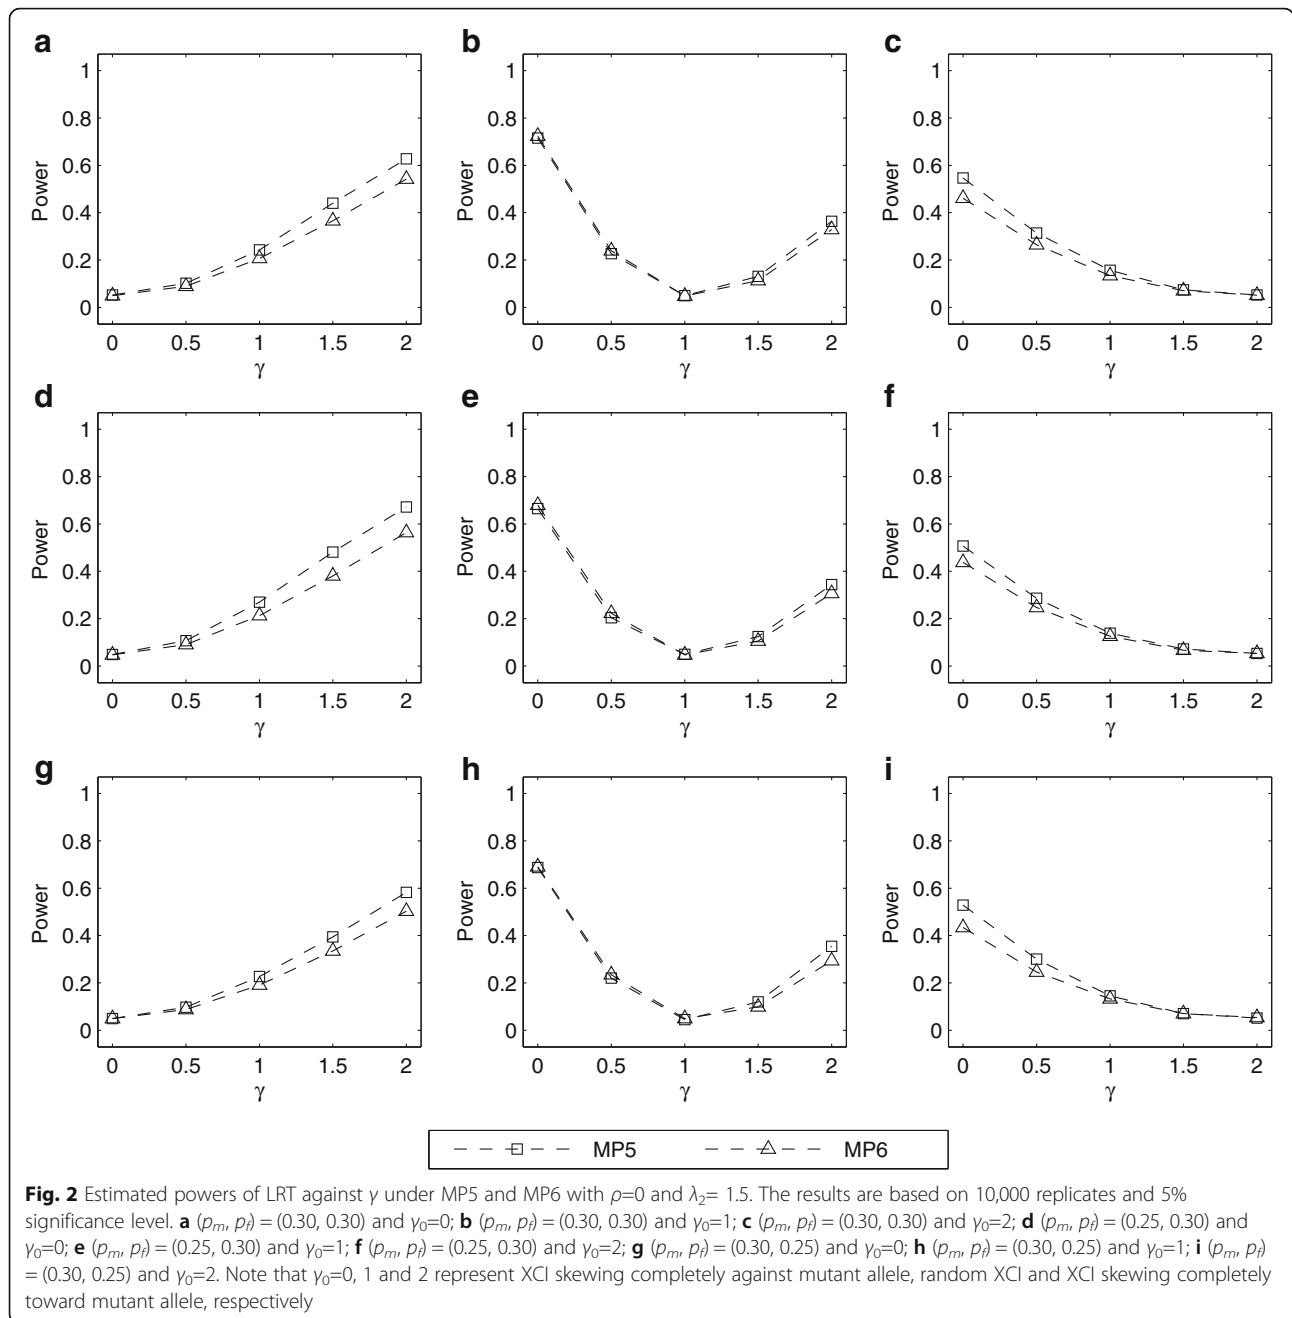 a
b
c
1
0.8
0.6
0.4
0.2
0
Power
0 0.5 1 1.5 2
γ
1
0.8
0.6
0.4
0.2
0
Power
0 0.5 1 1.5 2
γ
1
0.8
0.6
0.4
0.2
0
Power
0 0.5 1 1.5 2
γ
d
e
f
1
0.8
0.6
0.4
0.2
0
Power
0 0.5 1 1.5 2
γ
1
0.8
0.6
0.4
0.2
0
Power
0 0.5 1 1.5 2
γ
1
0.8
0.6
0.4
0.2
0
Power
0 0.5 1 1.5 2
γ
g
h
i
1
0.8
0.6
0.4
0.2
0
Power
0 0.5 1 1.5 2
γ
1
0.8
0.6
0.4
0.2
0
Power
0 0.5 1 1.5 2
γ
1
0.8
0.6
0.4
0.2
0
Power
0 0.5 1 1.5 2
γ
MP5 MP6
Fig. 2 Estimated powers of LRT against γ under MP5 and MP6 with ρ=0 and λ₂= 1.5. The results are based on 10,000 replicates and 5%
significance level. a (pₘ, p_f) = (0.30, 0.30) and γ₀=0; b (pₘ, p_f) = (0.30, 0.30) and γ₀=1; c (pₘ, p_f) = (0.30, 0.30) and γ₀=2; d (pₘ, p_f) = (0.25, 0.30) and
γ₀=0; e (pₘ, p_f) = (0.25, 0.30) and γ₀=1; f (pₘ, p_f) = (0.25, 0.30) and γ₀=2; g (pₘ, p_f) = (0.30, 0.25) and γ₀=0; h (pₘ, p_f) = (0.30, 0.25) and γ₀=1; i (pₘ, p_f)
= (0.30, 0.25) and γ₀=2. Note that γ₀=0, 1 and 2 represent XCI skewing completely against mutant allele, random XCI and XCI skewing completely
toward mutant allele, respectively